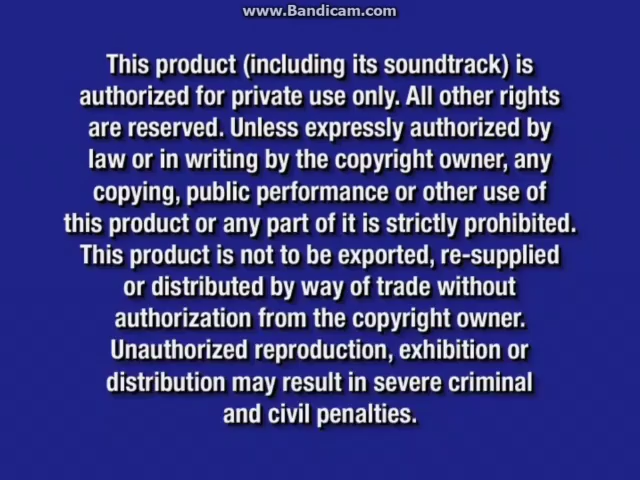 www.Bandicam.com
This product (including its soundtrack) is
authorized for private use only. All other rights
are reserved. Unless expressly authorized by
law or in writing by the copyright owner, any
copying, public performance or other use of
this product or any part of it is strictly prohibited.
This product is not to be exported, re-supplied
or distributed by way of trade without
authorization from the copyright owner.
Unauthorized reproduction, exhibition or
distribution may result in severe criminal
and civil penalties.